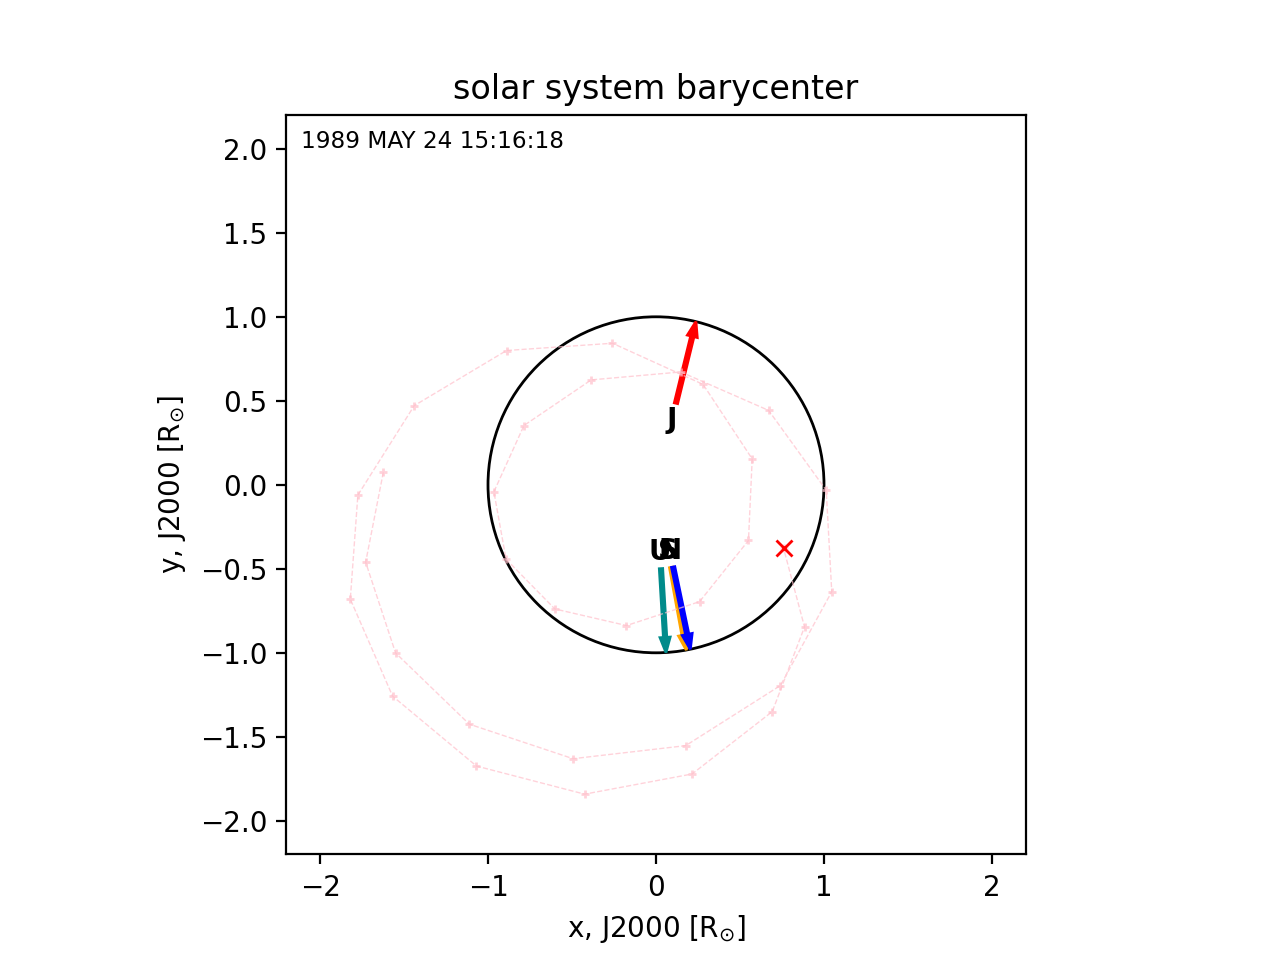 solar system barycenter
1989 MAY 24 15:16:18
2.0
1.5
1.0
0.5
0.0
−0.5
−1.0
−1.5
−2.0
y, J2000 [R☉]
J
U S N
−2 −1 0 1 2
x, J2000 [R☉]